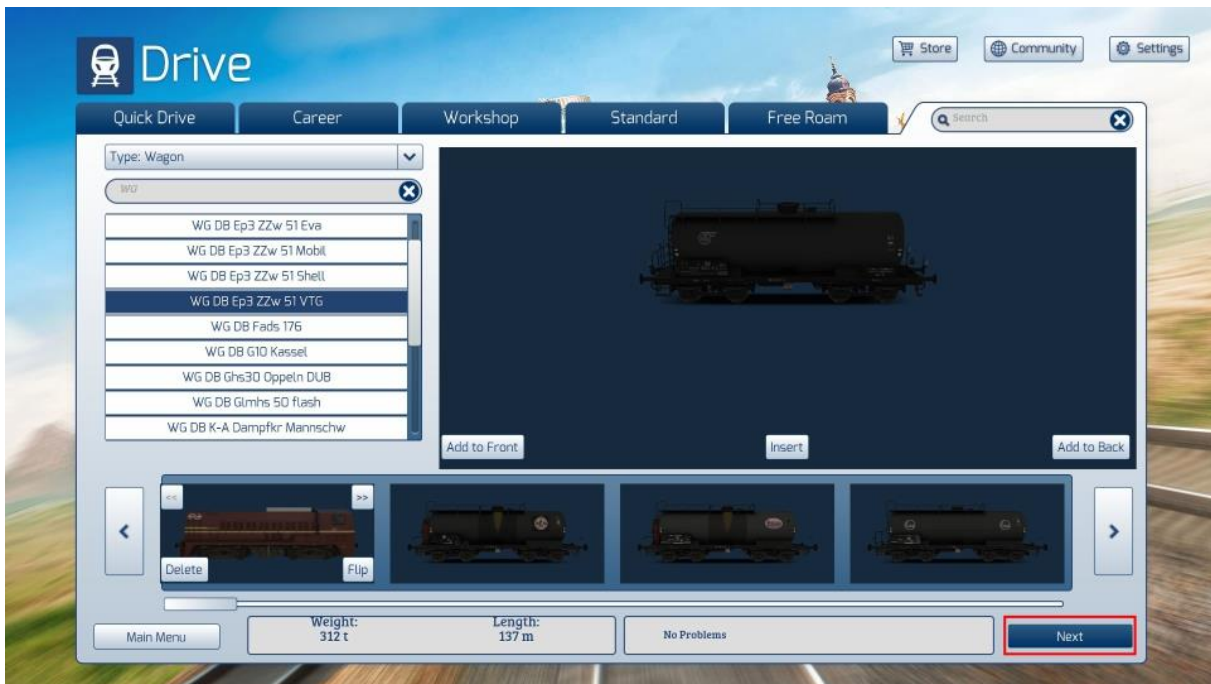 Drive
Store
Community
Settings
Quick Drive
Career
Workshop
Standard
Free Roam
Search
Type: Wagon
WG
WG DB Ep3 ZZw 51 Eva
WG DB Ep3 ZZw 51 Mobil
WG DB Ep3 ZZw 51 Shell
WG DB Ep3 ZZw 51 VTG
WG DB Fads 176
WG DB G10 Kassel
WG DB Ghs30 Oppeln DUB
WG DB Glmhs 50 flash
WG DB K-A Dampfkr Mannschw
Add to Front
Insert
Add to Back
<<
>>
Delete
Flip
<
>
Main Menu
Weight:
312 t
Length:
137 m
No Problems
Next